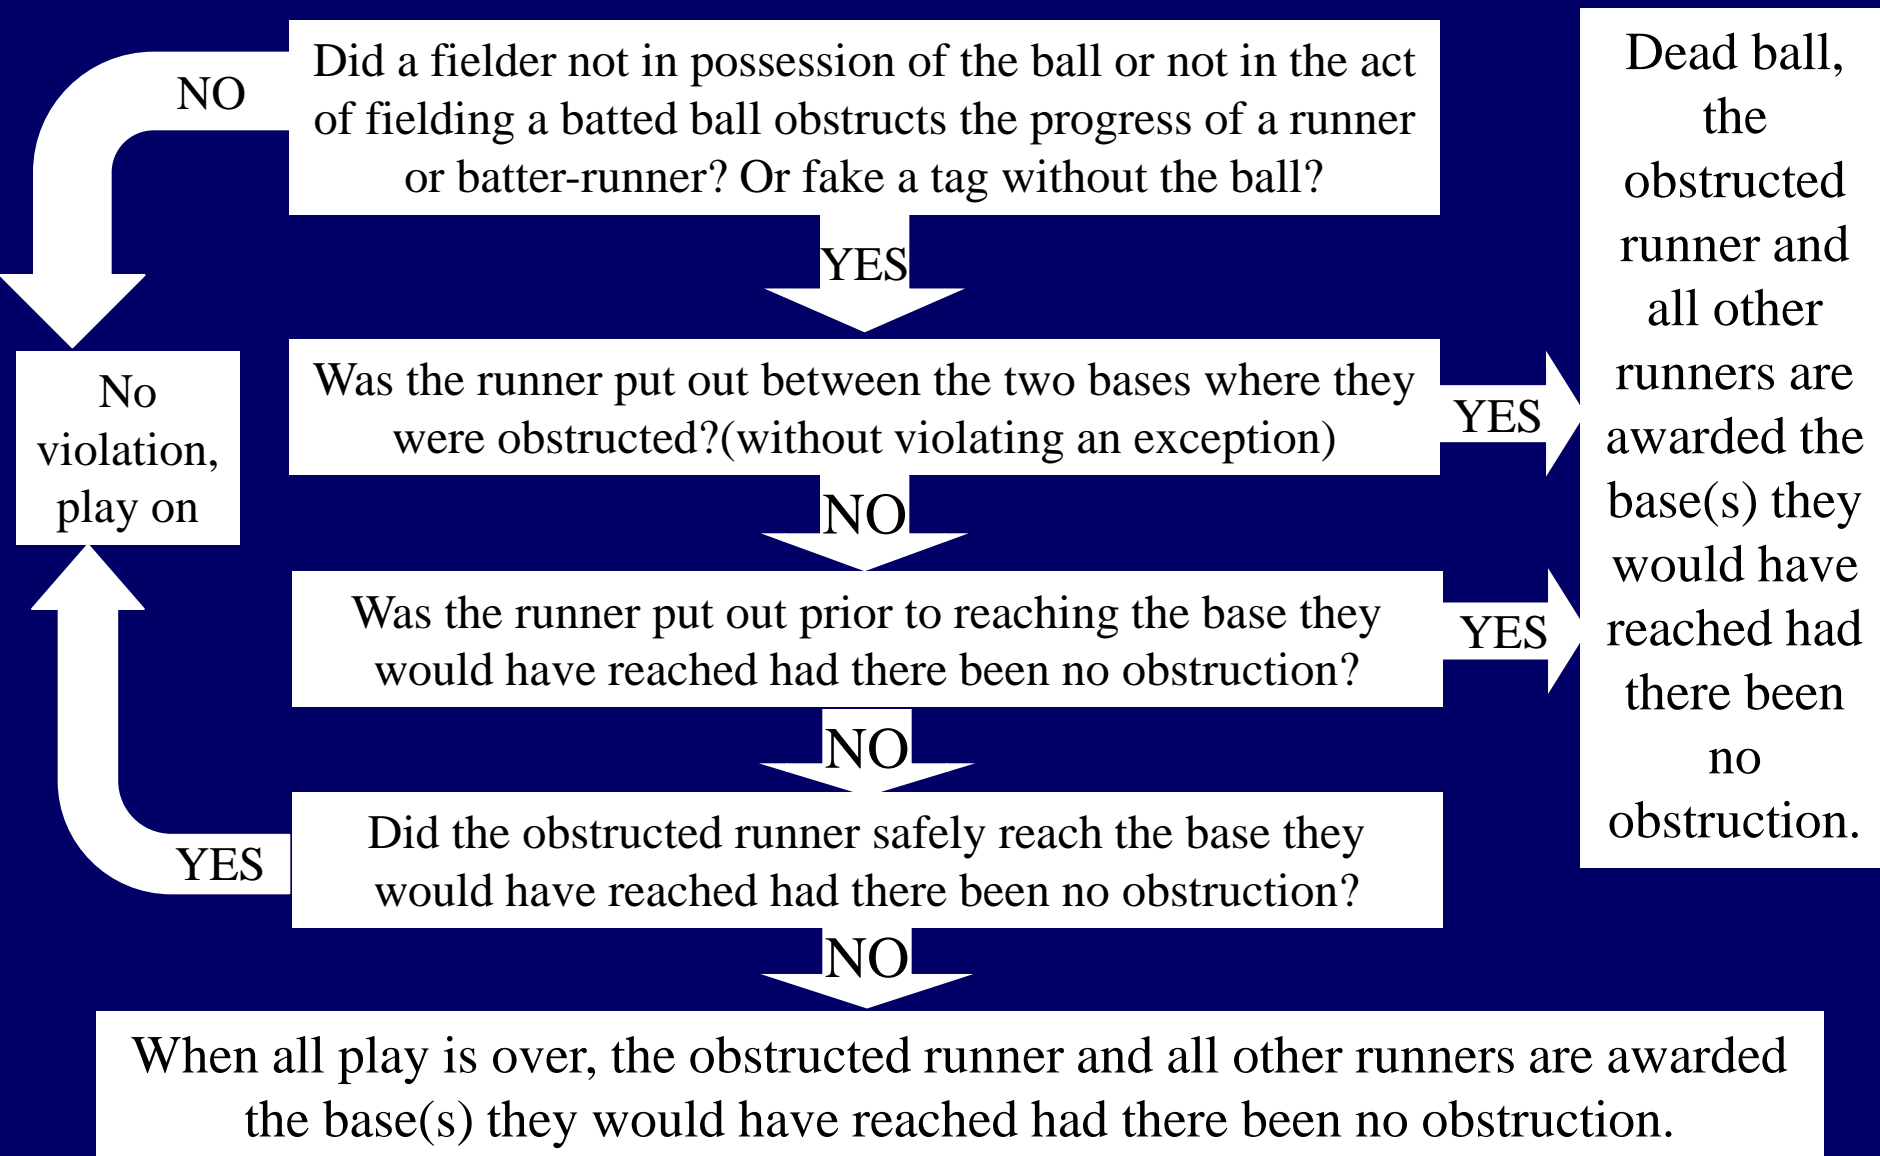 Did a fielder not in possession of the ball or not in the act
of fielding a batted ball obstructs the progress of a runner
or batter-runner? Or fake a tag without the ball?
NO
YES
No
violation,
play on
Was the runner put out between the two bases where they
were obstructed?(without violating an exception)
YES
NO
Was the runner put out prior to reaching the base they
would have reached had there been no obstruction?
YES
NO
Did the obstructed runner safely reach the base they
would have reached had there been no obstruction?
YES
NO
When all play is over, the obstructed runner and all other runners are awarded
the base(s) they would have reached had there been no obstruction.
Dead ball,
the
obstructed
runner and
all other
runners are
awarded the
base(s) they
would have
reached had
there been
no
obstruction.